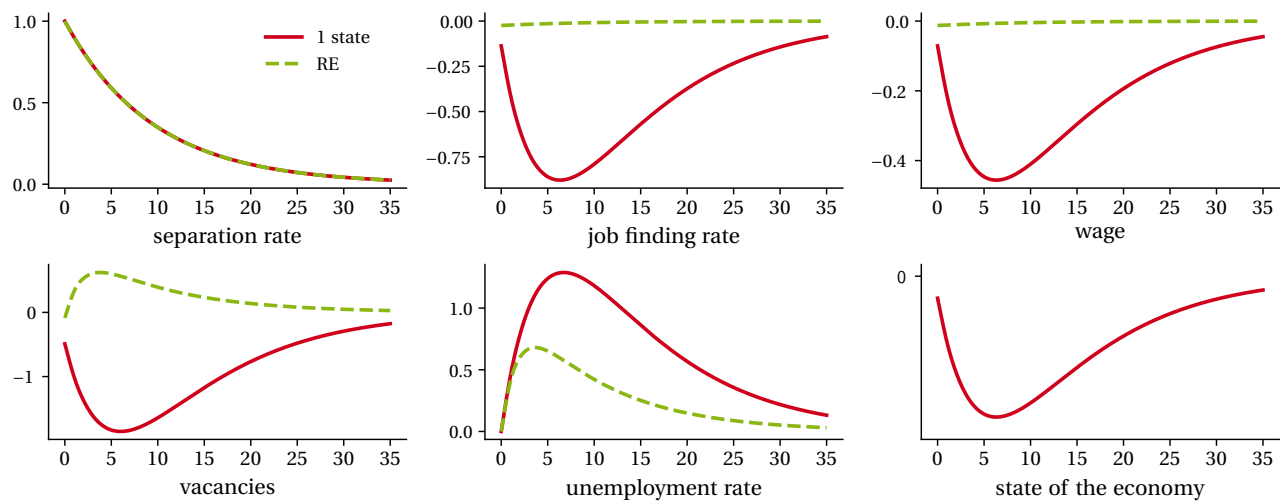 1.0
0.5
0.0
0 5 10 15 20 25 30 35
separation rate
1 state
RE
0.00
−0.25
−0.50
−0.75
0 5 10 15 20 25 30 35
job finding rate
0.0
−0.2
−0.4
0 5 10 15 20 25 30 35
wage
0
−1
0 5 10 15 20 25 30 35
vacancies
1.0
0.5
0.0
0 5 10 15 20 25 30 35
unemployment rate
0
0 5 10 15 20 25 30 35
state of the economy